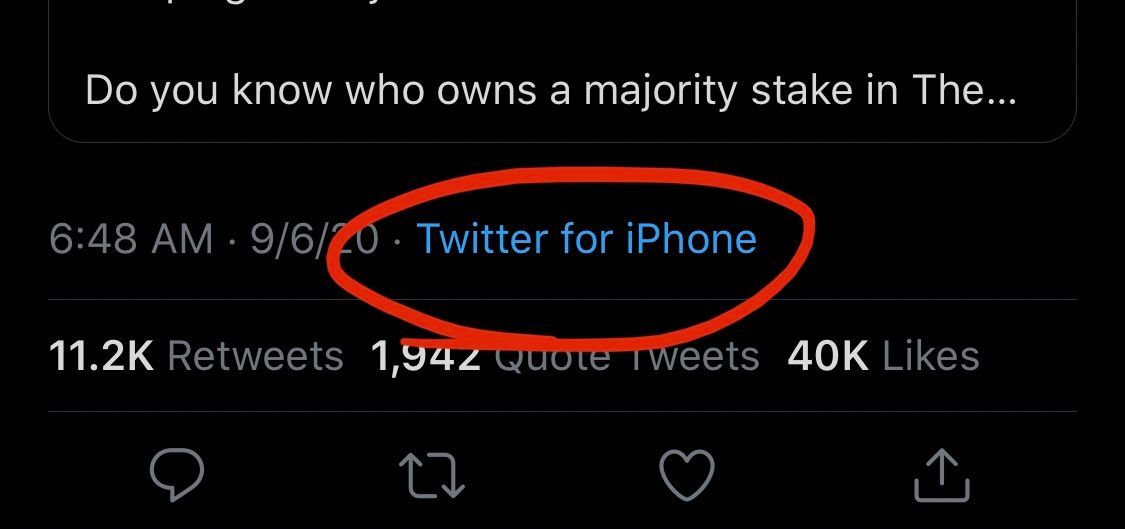 Do you know who owns a majority stake in The...
6:48 AM · 9/6/20 · Twitter for iPhone
11.2K Retweets 1,942 Quote Tweets 40K Likes